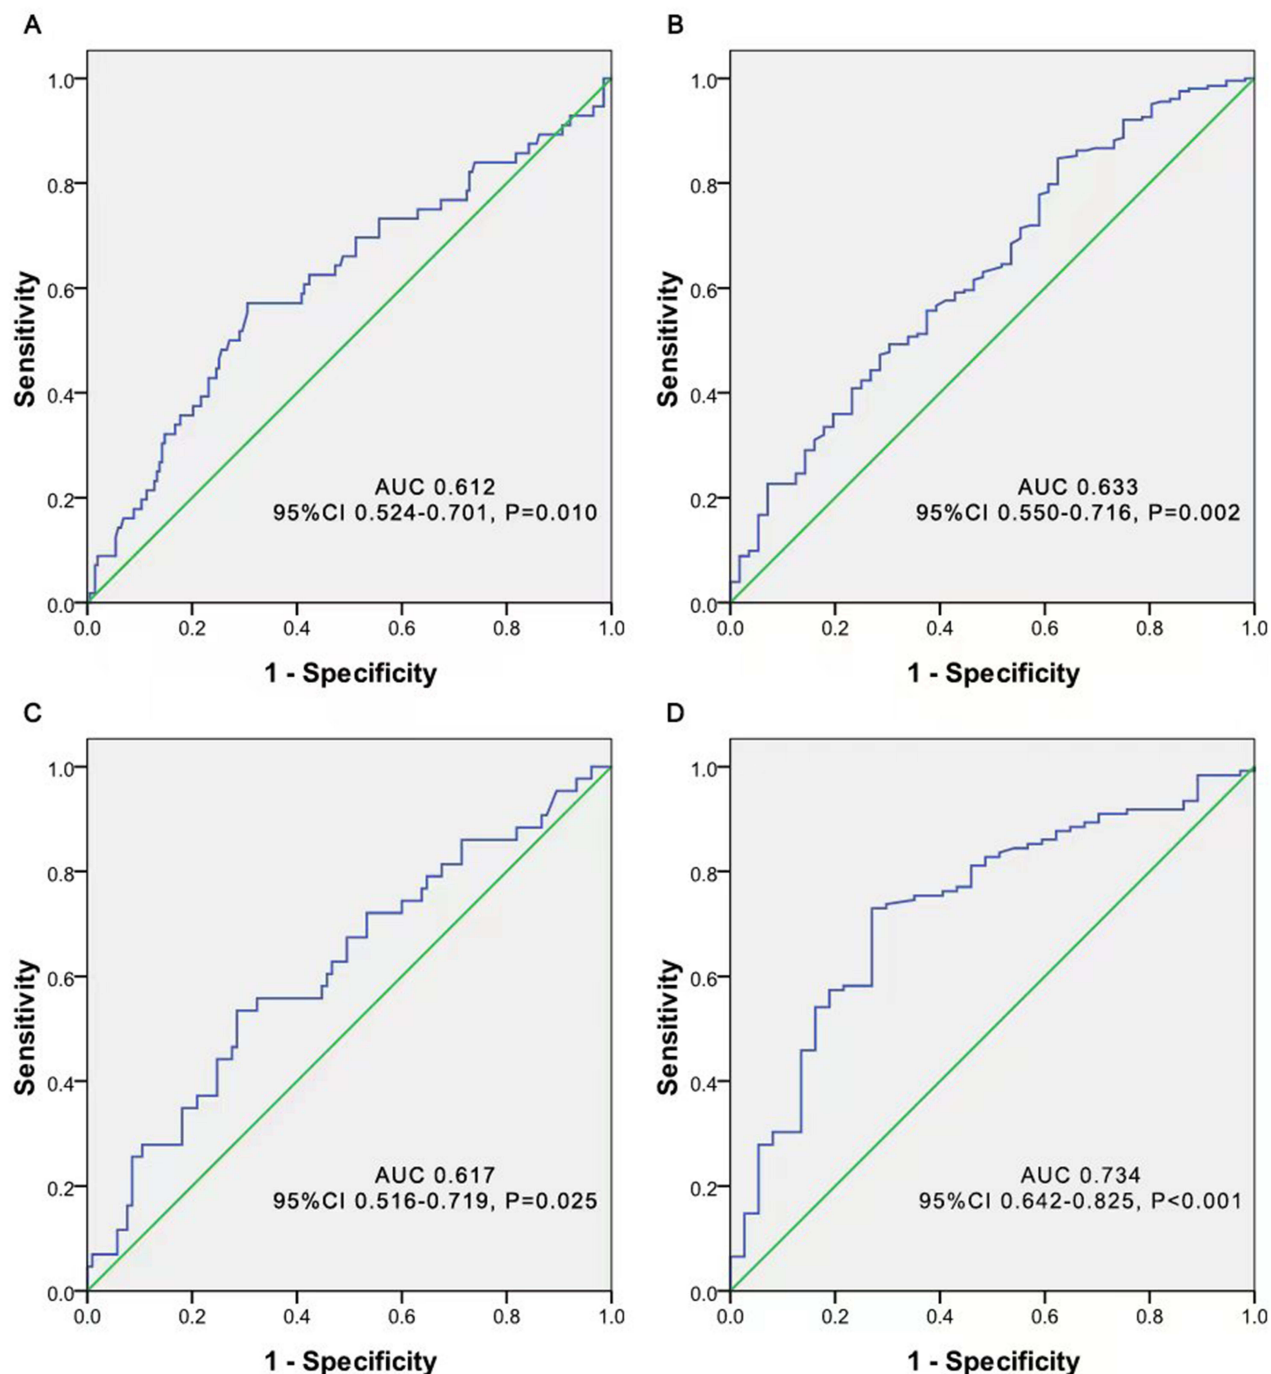 A
1.0
0.8
0.6
0.4
0.2
0.0
Sensitivity
AUC 0.612
95%CI 0.524-0.701, P=0.010
0.0 0.2 0.4 0.6 0.8 1.0
1 - Specificity
B
1.0
0.8
0.6
0.4
0.2
0.0
Sensitivity
AUC 0.633
95%CI 0.550-0.716, P=0.002
0.0 0.2 0.4 0.6 0.8 1.0
1 - Specificity
C
1.0
0.8
0.6
0.4
0.2
0.0
Sensitivity
AUC 0.617
95%CI 0.516-0.719, P=0.025
0.0 0.2 0.4 0.6 0.8 1.0
1 - Specificity
D
1.0
0.8
0.6
0.4
0.2
0.0
Sensitivity
AUC 0.734
95%CI 0.642-0.825, P<0.001
0.0 0.2 0.4 0.6 0.8 1.0
1 - Specificity